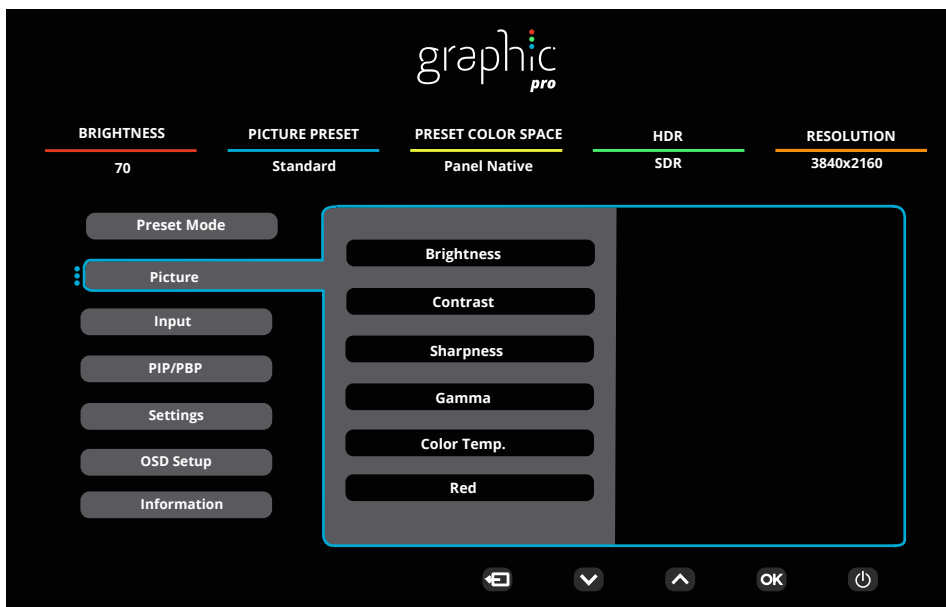 graphic
pro
BRIGHTNESS PICTURE PRESET PRESET COLOR SPACE HDR RESOLUTION
70 Standard Panel Native SDR 3840x2160
Preset Mode
Picture
Input
PIP/PBP
Settings
OSD Setup
Information
Brightness
Contrast
Sharpness
Gamma
Color Temp.
Red
OK